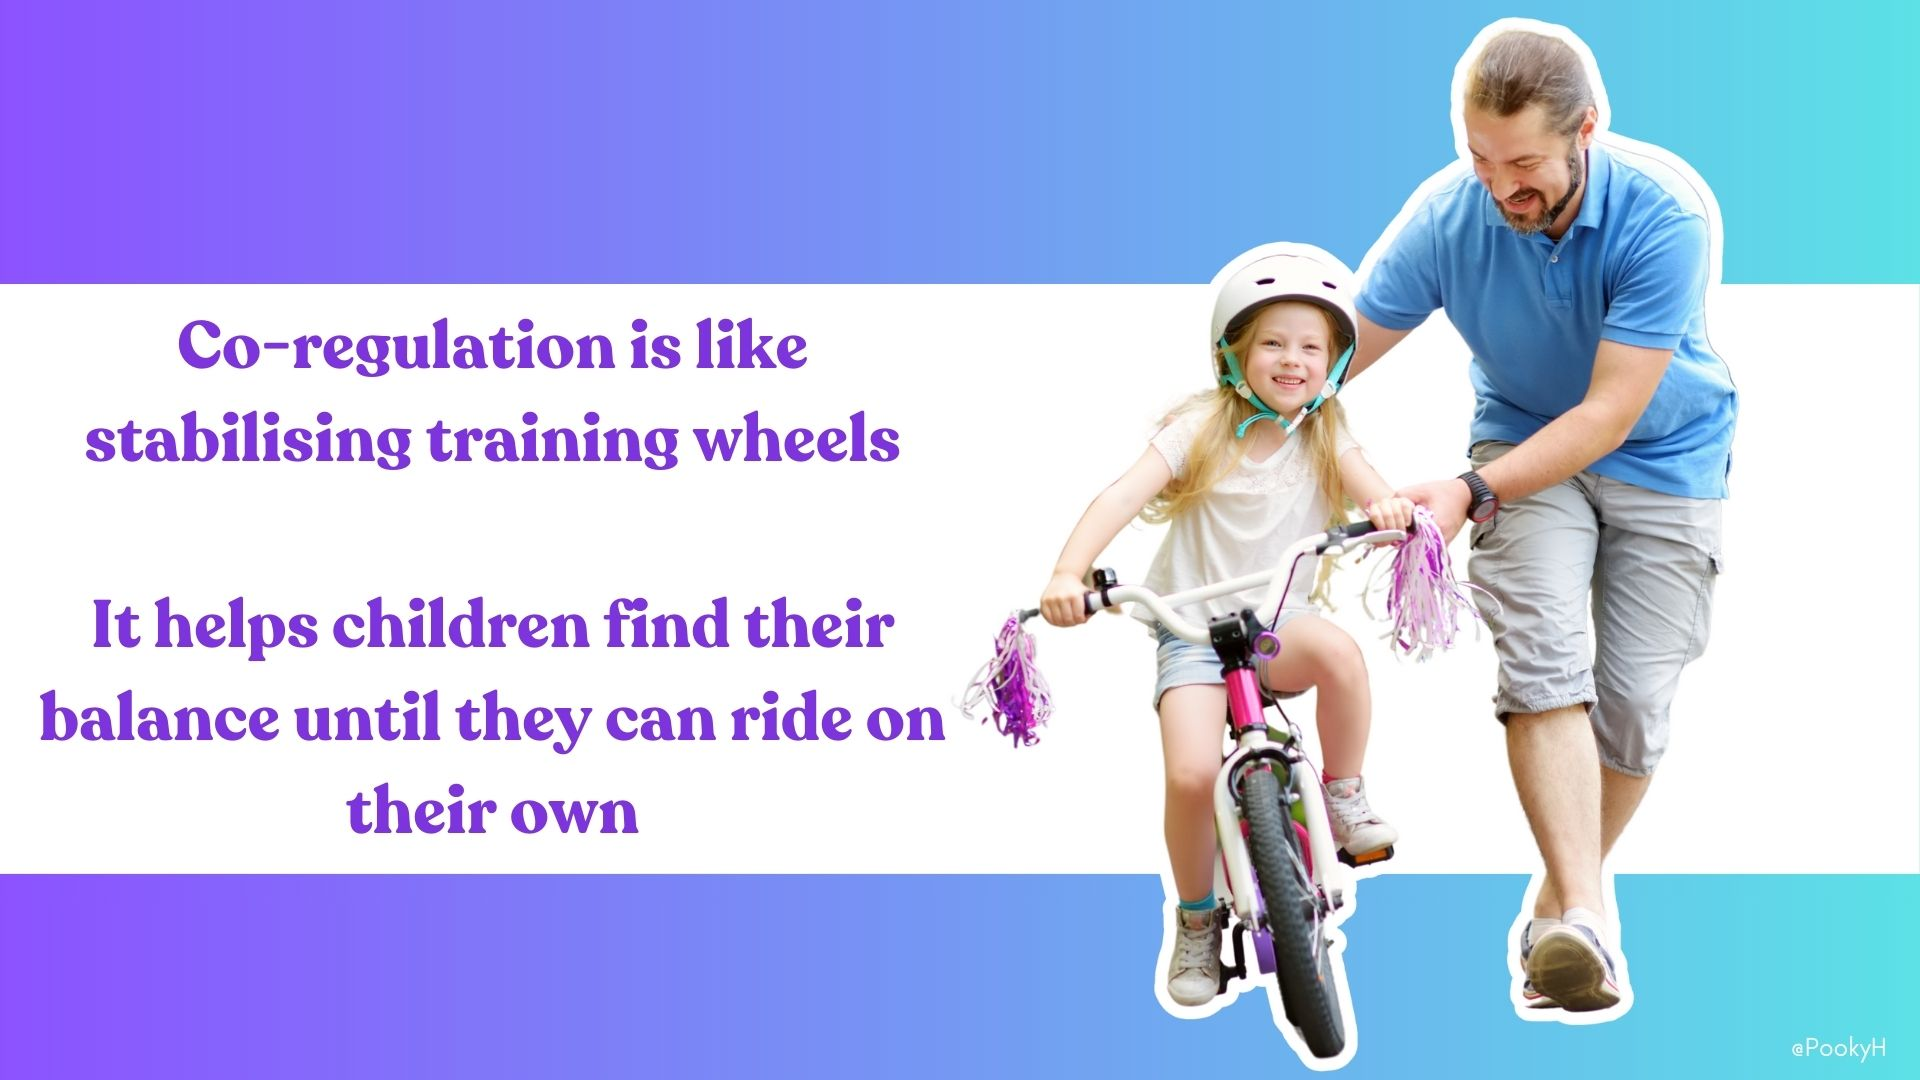 Co-regulation is like
stabilising training wheels
It helps children find their
balance until they can ride on
their own
@PookyH